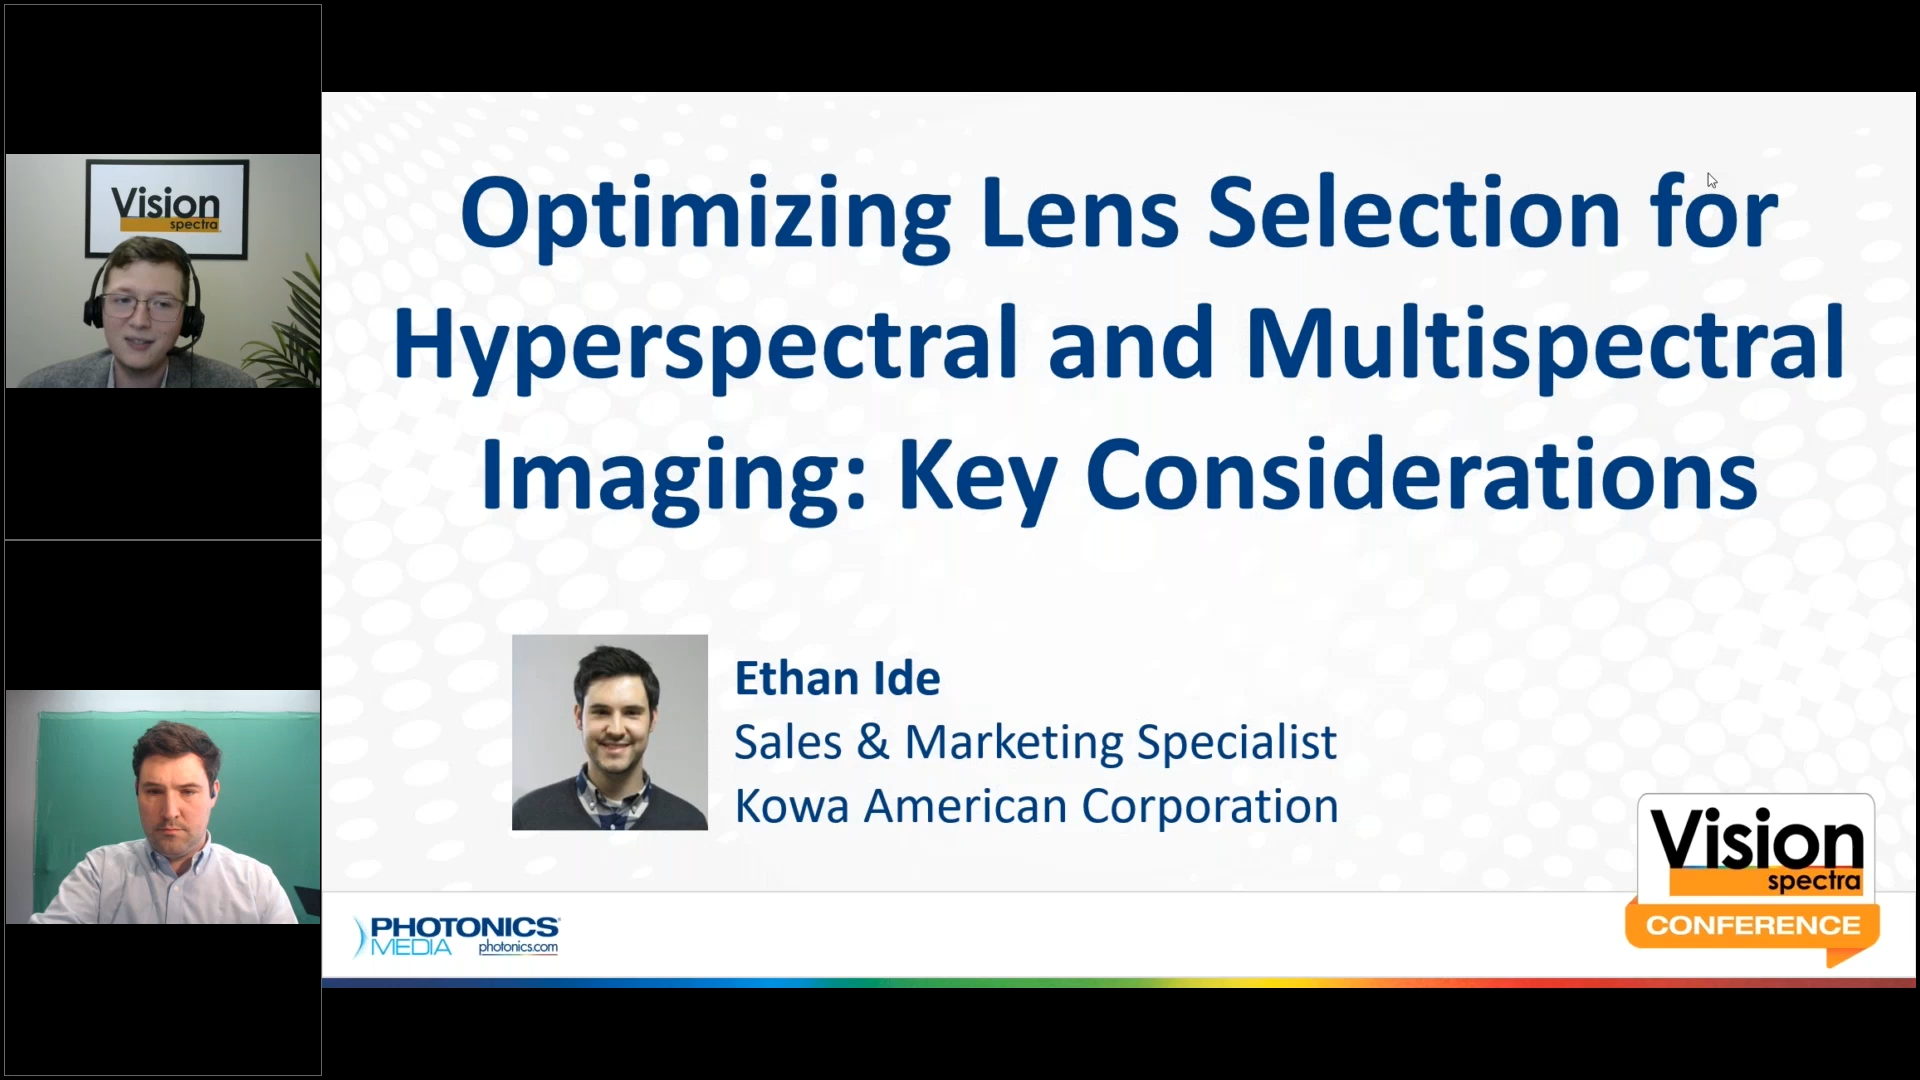 Vision
spectra
Optimizing Lens Selection for
Hyperspectral and Multispectral
Imaging: Key Considerations
Ethan Ide
Sales & Marketing Specialist
Kowa American Corporation
PHOTONICS
MEDIA photonics.com
Vision
spectra
CONFERENCE